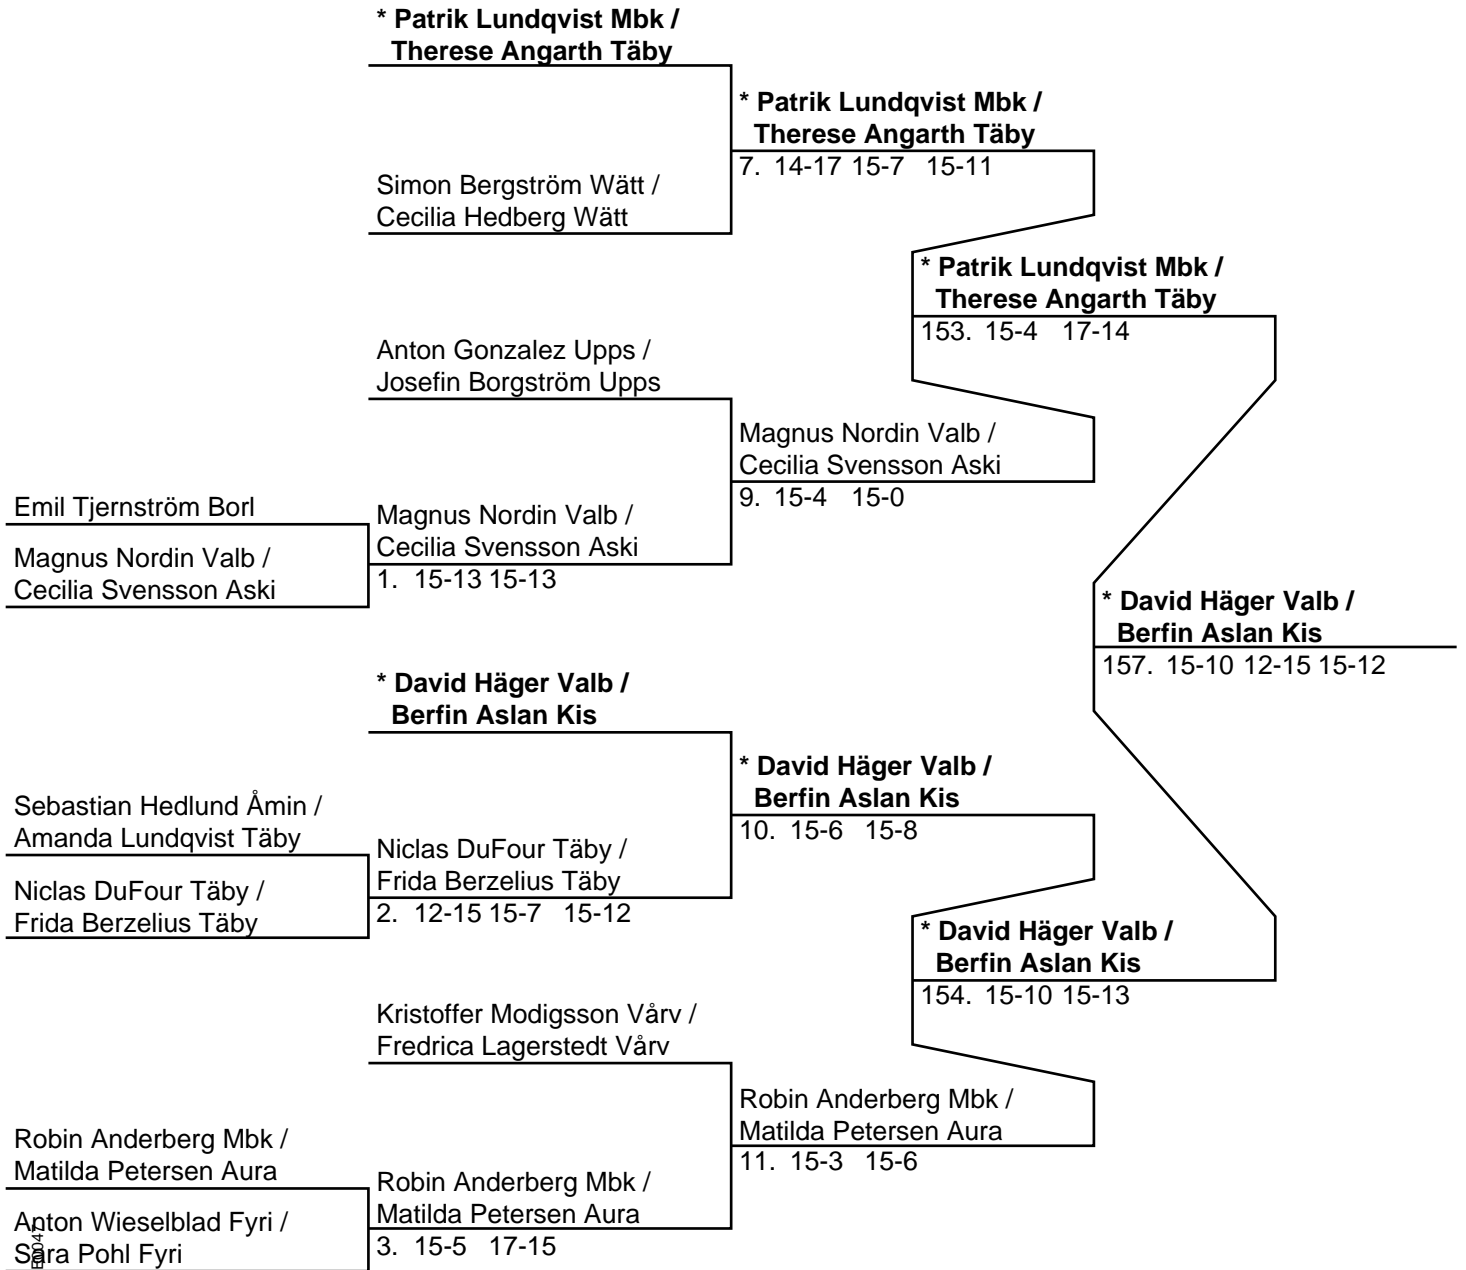 * Patrik Lundqvist Mbk /
Therese Angarth Täby
* Patrik Lundqvist Mbk /
Therese Angarth Täby
7. 14-17 15-7 15-11
Simon Bergström Wätt /
Cecilia Hedberg Wätt
* Patrik Lundqvist Mbk /
Therese Angarth Täby
153. 15-4 17-14
Anton Gonzalez Upps /
Josefin Borgström Upps
Magnus Nordin Valb /
Cecilia Svensson Aski
9. 15-4 15-0
Emil Tjernström Borl
Magnus Nordin Valb /
Cecilia Svensson Aski
Magnus Nordin Valb /
Cecilia Svensson Aski
1. 15-13 15-13
* David Häger Valb /
Berfin Aslan Kis
157. 15-10 12-15 15-12
* David Häger Valb /
Berfin Aslan Kis
* David Häger Valb /
Berfin Aslan Kis
10. 15-6 15-8
Sebastian Hedlund Åmin /
Amanda Lundqvist Täby
Niclas DuFour Täby /
Frida Berzelius Täby
Niclas DuFour Täby /
Frida Berzelius Täby
2. 12-15 15-7 15-12
* David Häger Valb /
Berfin Aslan Kis
154. 15-10 15-13
Kristoffer Modigsson Vårv /
Fredrica Lagerstedt Vårv
Robin Anderberg Mbk /
Matilda Petersen Aura
11. 15-3 15-6
Robin Anderberg Mbk /
Matilda Petersen Aura
Robin Anderberg Mbk /
Matilda Petersen Aura
3. 15-5 17-15
Anton Wieselblad Fyri /
Sara Pohl Fyri